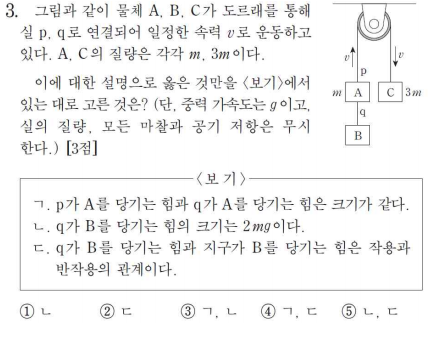 3. 그림과 같이 물체 A, B, C가 도르래를 통해
실 p, q로 연결되어 일정한 속력 v로 운동하고
있다. A, C의 질량은 각각 m, 3m이다.
이에 대한 설명으로 옳은 것만을 <보기>에서
있는 대로 고른 것은? (단, 중력 가속도는 g이고,
실의 질량, 모든 마찰과 공기 저항은 무시
한다.) [3점]
v
v
p
m A C 3m
q
B
<보 기>
ㄱ. p가 A를 당기는 힘과 q가 A를 당기는 힘은 크기가 같다.
ㄴ. q가 B를 당기는 힘의 크기는 2mg이다.
ㄷ. q가 B를 당기는 힘과 지구가 B를 당기는 힘은 작용과
반작용의 관계이다.
① ㄴ ② ㄷ ③ ㄱ, ㄴ ④ ㄱ, ㄷ ⑤ ㄴ, ㄷ